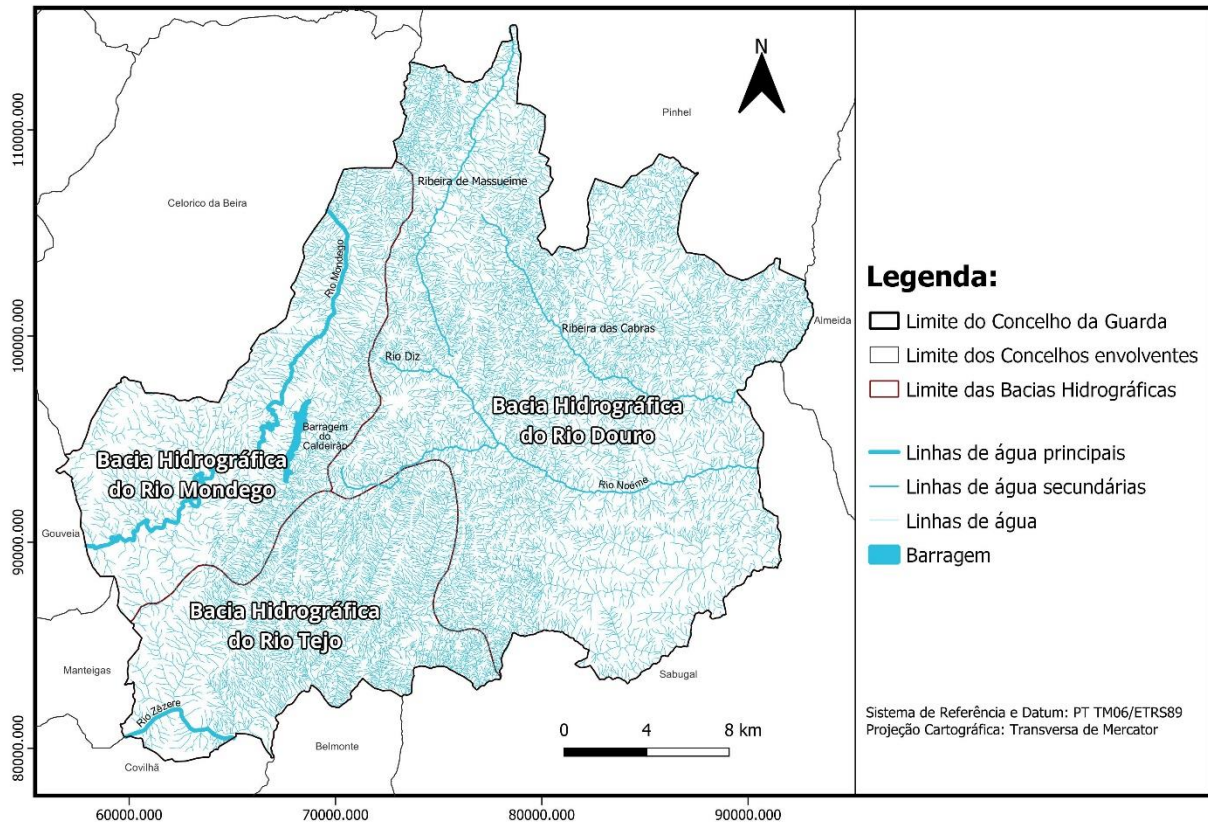 N
Pinhel
Celorico da Beira
Ribeira de Massueime
Rio Mondego
Almeida
Ribeira das Cabras
Rio Diz
Bacia Hidrográfica
do Rio Douro
Barragem
do
Caldeirão
Bacia Hidrográfica
do Rio Mondego
Rio Noéme
Gouveia
Bacia Hidrográfica
do Rio Tejo
Manteigas
Sabugal
Rio Zêzere
Belmonte
Covilhã
0 4 8 km
110000.000
100000.000
90000.000
80000.000
60000.000 70000.000 80000.000 90000.000
Legenda:
Limite do Concelho da Guarda
Limite dos Concelhos envolventes
Limite das Bacias Hidrográficas
Linhas de água principais
Linhas de água secundárias
Linhas de água
Barragem
Sistema de Referência e Datum: PT TM06/ETRS89
Projeção Cartográfica: Transversa de Mercator